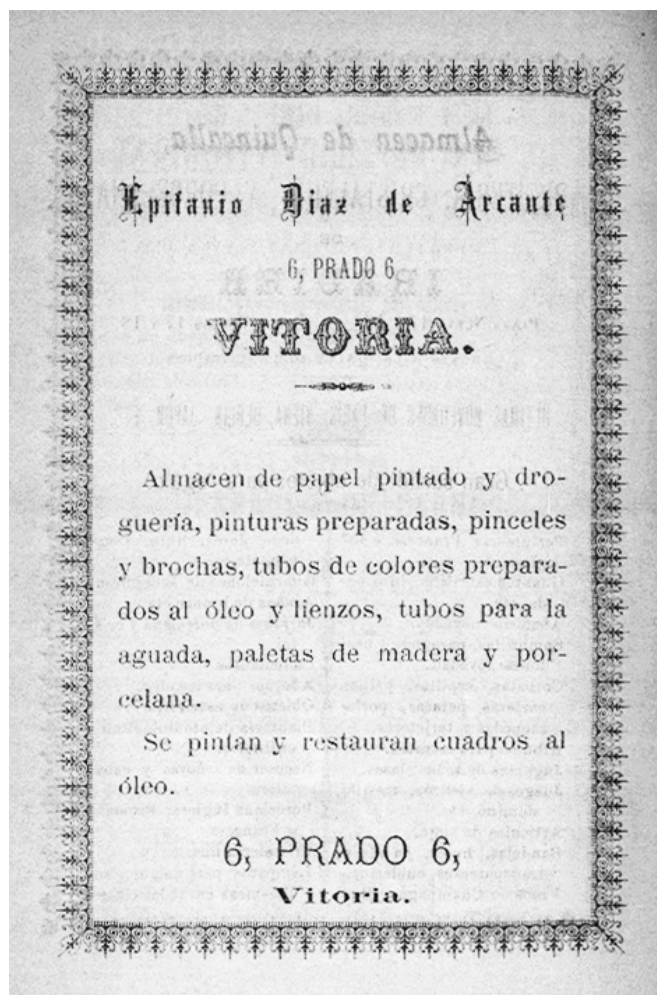 Epifanio Diaz de Arcaute
6, PRADO 6,
VITORIA.
Almacen de papel pintado y dro-
guería, pinturas preparadas, pinceles
y brochas, tubos de colores prepara-
dos al óleo y lienzos, tubos para la
aguada, paletas de madera y por-
celana.
Se pintan y restauran cuadros al
óleo.
6, PRADO 6,
Vitoria.